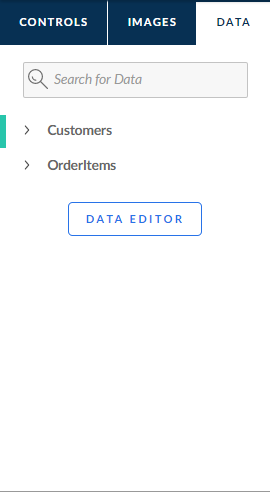 CONTROLS IMAGES DATA
Search for Data
Customers
OrderItems
DATA EDITOR